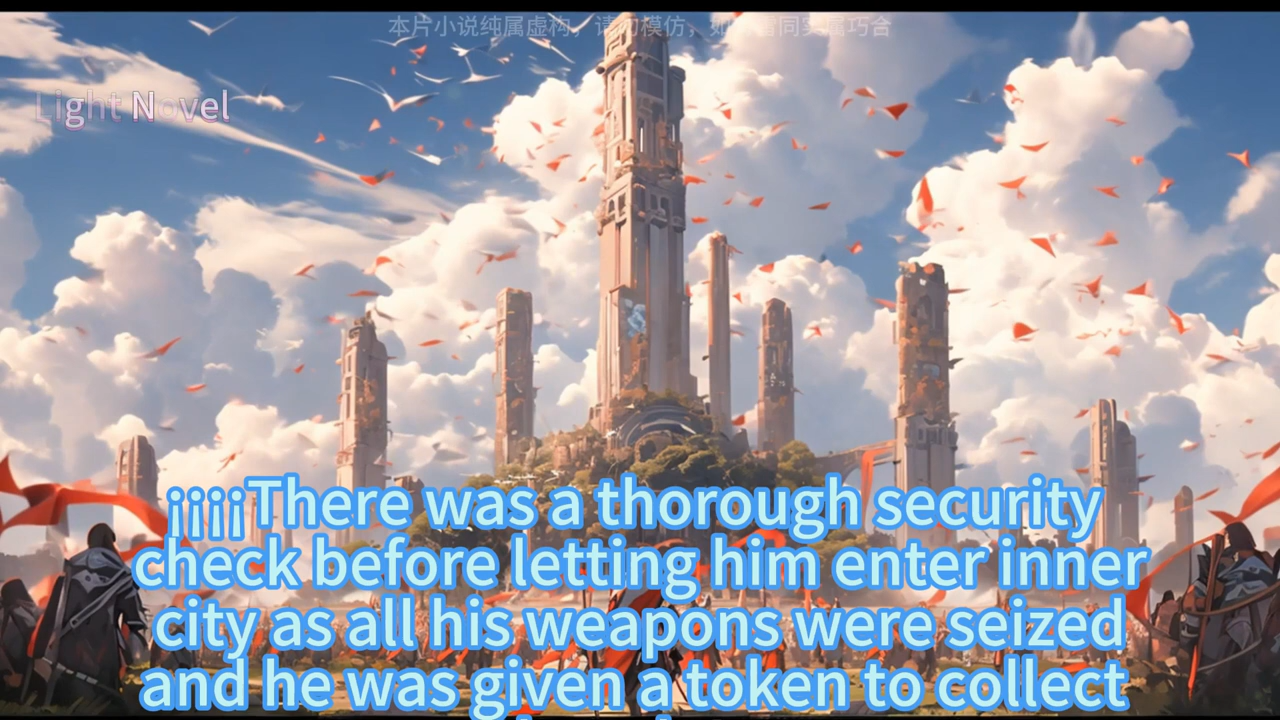 本片小说纯属虚构，请勿模仿，如有雷同实属巧合
Light Novel
¡¡¡¡There was a thorough security
check before letting him enter inner
city as all his weapons were seized
and he was given a token to collect